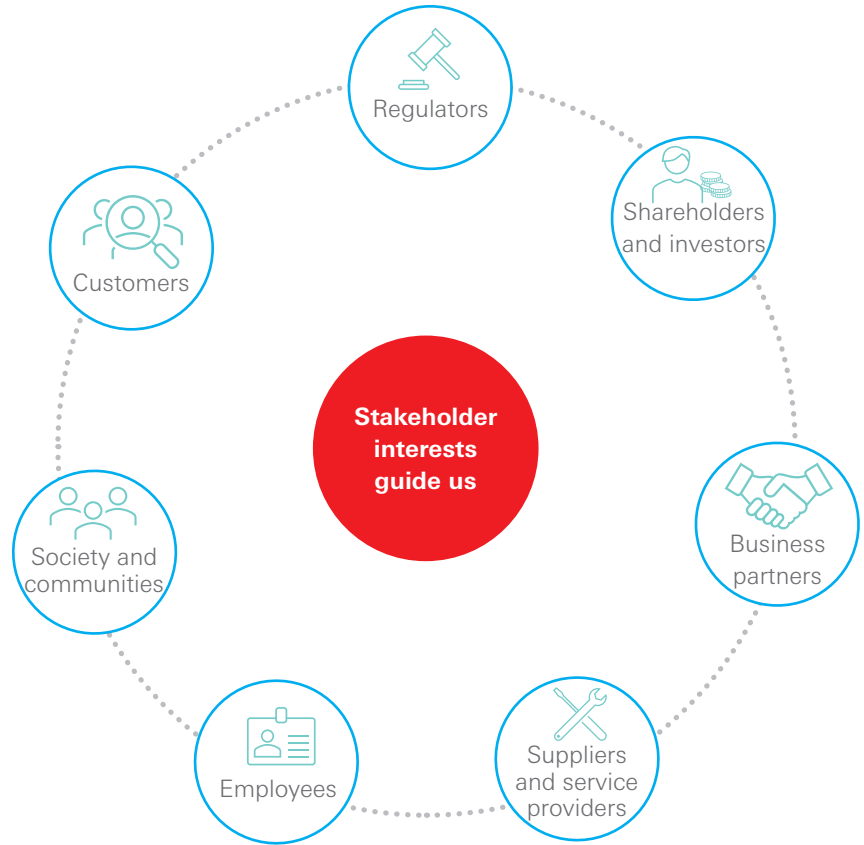 Regulators
Shareholders
and investors
Customers
Stakeholder
interests
guide us
Business
partners
Society and
communities
Suppliers
and service
providers
Employees